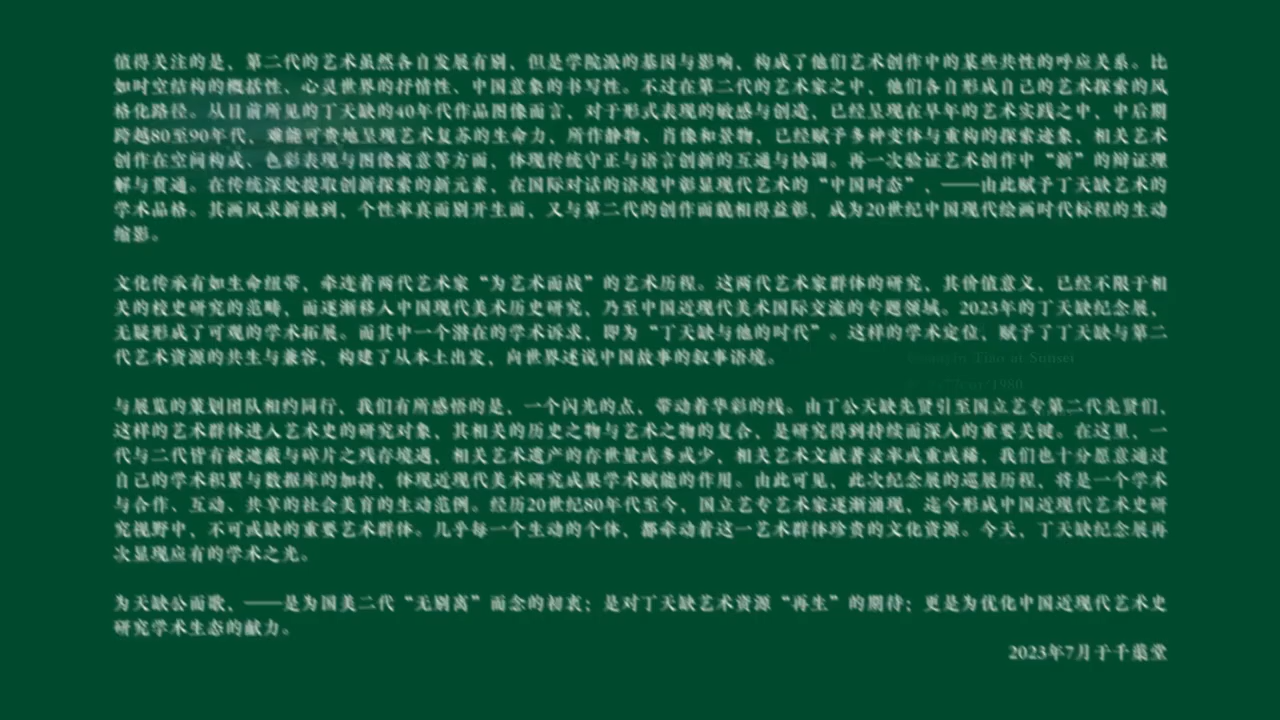 值得关注的是，第二代的艺术虽然各自发展有别，但是学院派的基因与影响，构成了他们艺术创作中的某些共性的呼应关系。比
如时空结构的概括性、心灵世界的抒情性、中国意象的书写性。不过在第二代的艺术家之中，他们各自形成自己的艺术探索的风
格化路径。从目前所见的丁天缺的40年代作品图像而言，对于形式表现的敏感与创造，已经呈现在早年的艺术实践之中，中后期
跨越80至90年代，难能可贵地呈现艺术复苏的生命力，所作静物、肖像和景物，已经赋予多种变体与重构的探索迹象，相关艺术
创作在空间构成、色彩表现与图像寓意等方面，体现传统守正与语言创新的互通与协调。再一次验证艺术创作中“新”的辩证理
解与贯通。在传统深处提取创新探索的新元素，在国际对话的语境中彰显现代艺术的“中国时态”，——由此赋予丁天缺艺术的
学术品格。其画风求新独到，个性率真而别开生面，又与第二代的创作面貌相得益彰，成为20世纪中国现代绘画时代标程的生动
缩影。
文化传承有如生命纽带，牵连着两代艺术家“为艺术而战”的艺术历程。这两代艺术家群体的研究，其价值意义，已经不限于相
关的校史研究的范畴，而逐渐移入中国现代美术历史研究，乃至中国近现代美术国际交流的专题领域。2023年的丁天缺纪念展，
无疑形成了可观的学术拓展。而其中一个潜在的学术诉求，即为“丁天缺与他的时代”。这样的学术定位，赋予了丁天缺与第二
代艺术资源的共生与兼容，构建了从本土出发，向世界述说中国故事的叙事语境。
Tian at Sunset
77cm/1980
与展览的策划团队相约同行，我们有所感悟的是，一个闪光的点，带动着华彩的线。由丁公天缺先贤引至国立艺专第二代先贤们，
这样的艺术群体进入艺术史的研究对象，其相关的历史之物与艺术之物的复合，是研究得到持续而深入的重要关键。在这里，一
代与二代皆有被遮蔽与碎片之残存境遇，相关艺术遗产的存世量或多或少，相关艺术文献著录率或重或稀，我们也十分愿意通过
自己的学术积累与数据库的加持，体现近现代美术研究成果学术赋能的作用。由此可见，此次纪念展的巡展历程，将是一个学术
与合作、互动、共享的社会美育的生动范例。经历20世纪80年代至今，国立艺专艺术家逐渐涌现，迄今形成中国近现代艺术史研
究视野中，不可或缺的重要艺术群体。几乎每一个生动的个体，都牵动着这一艺术群体珍贵的文化资源。今天，丁天缺纪念展再
次显现应有的学术之光。
为天缺公而歌，——是为国美二代“无别离”而念的初衷；是对丁天缺艺术资源“再生”的期待；更是为优化中国近现代艺术史
研究学术生态的献力。
2023年7月于千蕴堂